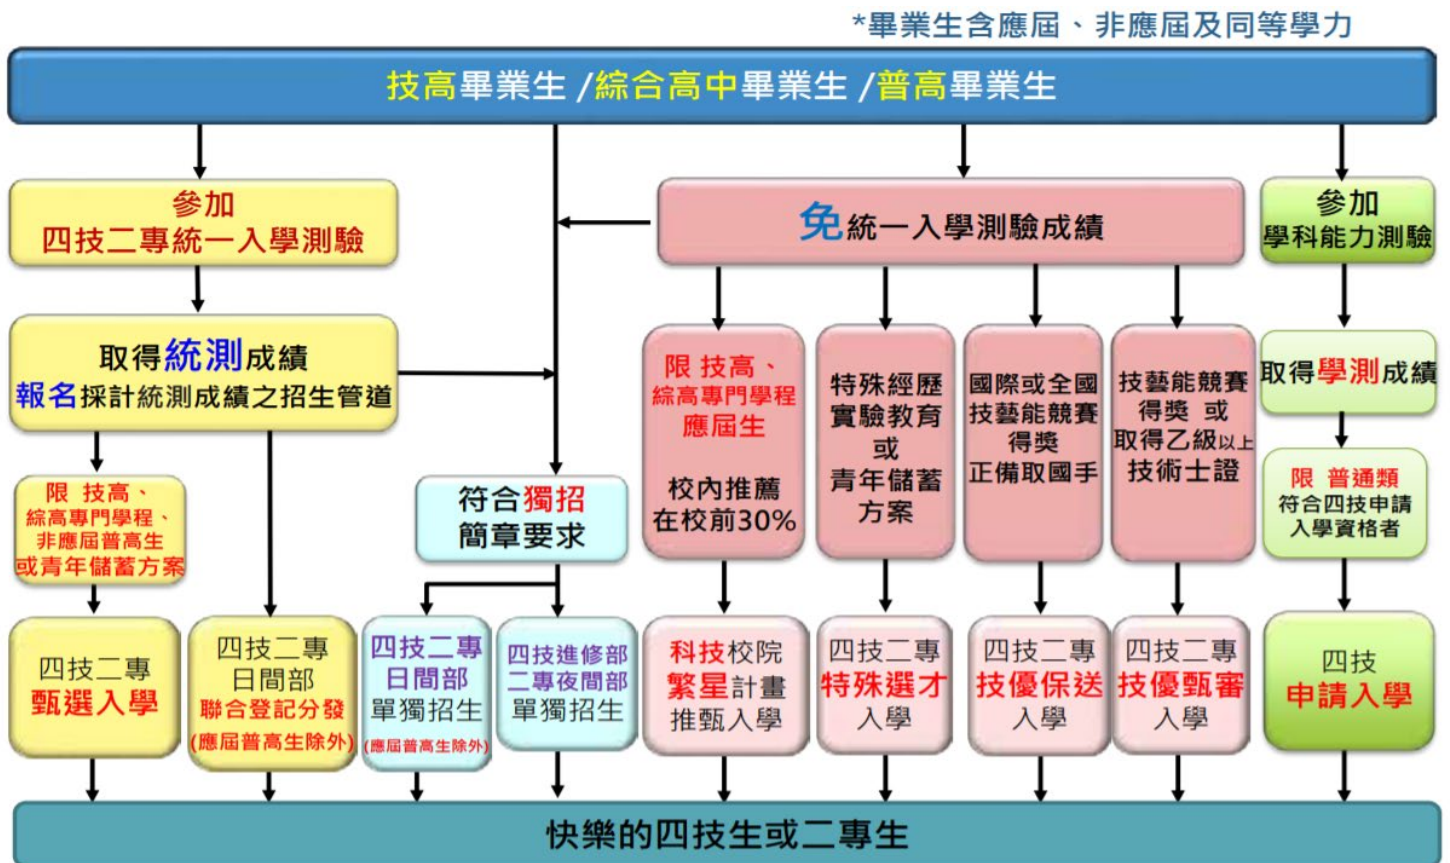 *畢業生含應屆、非應屆及同等學力
技高畢業生 /綜合高中畢業生 /普高畢業生
參加
四技二專統一入學測驗
免統一入學測驗成績
參加
學科能力測驗
取得統測成績
報名採計統測成績之招生管道
限 技高、
綜高專門學程、
非應屆普高生
或青年儲蓄方案
符合獨招
簡章要求
限 技高、
綜高專門學程
應屆生
校內推薦
在校前30%
特殊經歷
實驗教育
或
青年儲蓄
方案
國際或全國
技藝能競賽
得獎
正備取國手
技藝能競賽
得獎 或
取得乙級以上
技術士證
取得學測成績
限 普通類
符合四技申請
入學資格者
四技二專
甄選入學
四技二專
日間部
聯合登記分發
(應屆普高生除外)
四技二專
日間部
單獨招生
(應屆普高生除外)
四技進修部
二專夜間部
單獨招生
科技校院
繁星計畫
推甄入學
四技二專
特殊選才
入學
四技二專
技優保送
入學
四技二專
技優甄審
入學
四技
申請入學
快樂的四技生或二專生